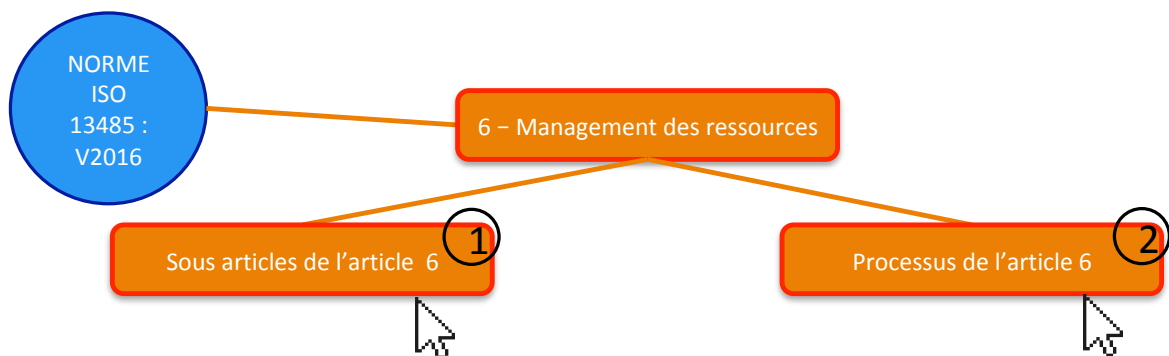 NORME
ISO
13485 :
V2016
6 – Management des ressources
1
Sous articles de l’article 6
2
Processus de l’article 6